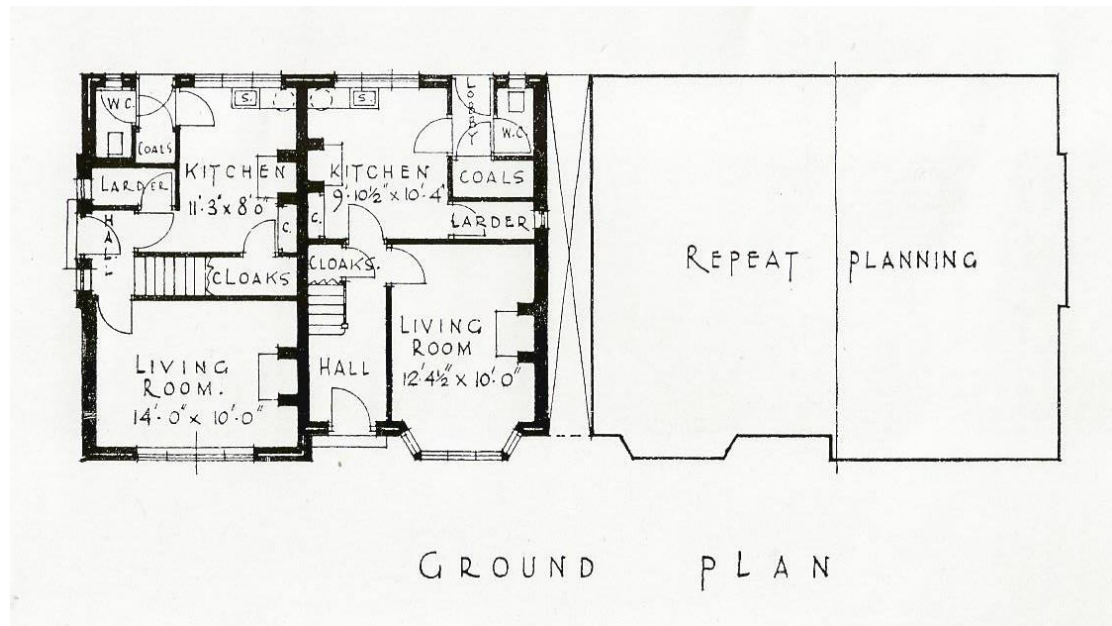 W.C.
COALS
S.
KITCHEN
11'·3" x 8'·0"
LARDER
HALL
C.
CLOAKS
LIVING
ROOM.
14'·0" x 10'·0"
S.
LOBBY
W.C.
KITCHEN
9'·10½" x 10'·4"
COALS
C.
LARDER
CLOAKS.
HALL
LIVING
ROOM
12'·4½" x 10'·0"
REPEAT PLANNING
GROUND PLAN